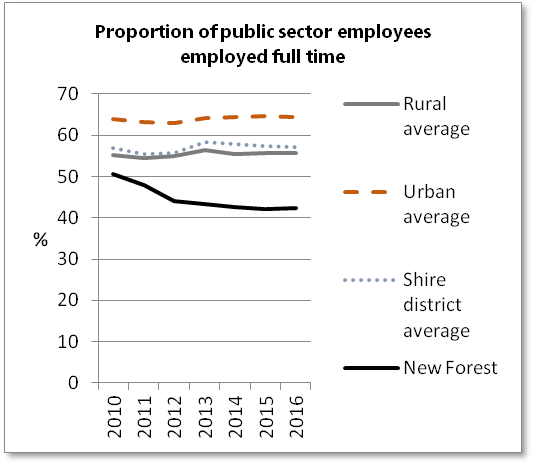 Proportion of public sector employees
employed full time
70
60
50
40
30
20
10
0
%
2010
2011
2012
2013
2014
2015
2016
Rural
average
Urban
average
Shire
district
average
New Forest